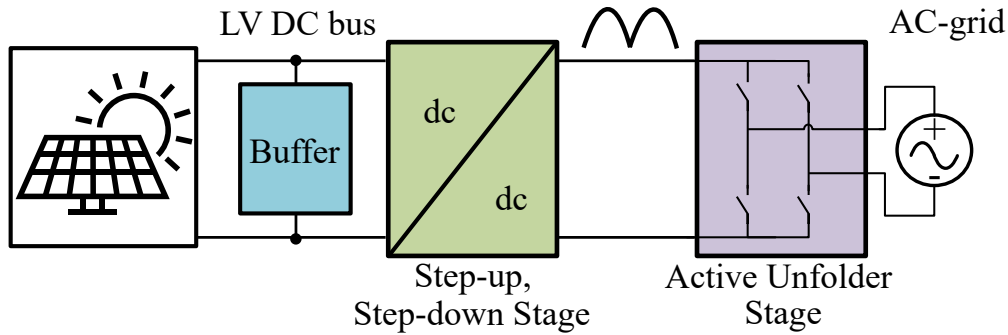 LV DC bus
AC-grid
Buffer
dc
dc
+
-
Step-up,
Step-down Stage
Active Unfolder
Stage